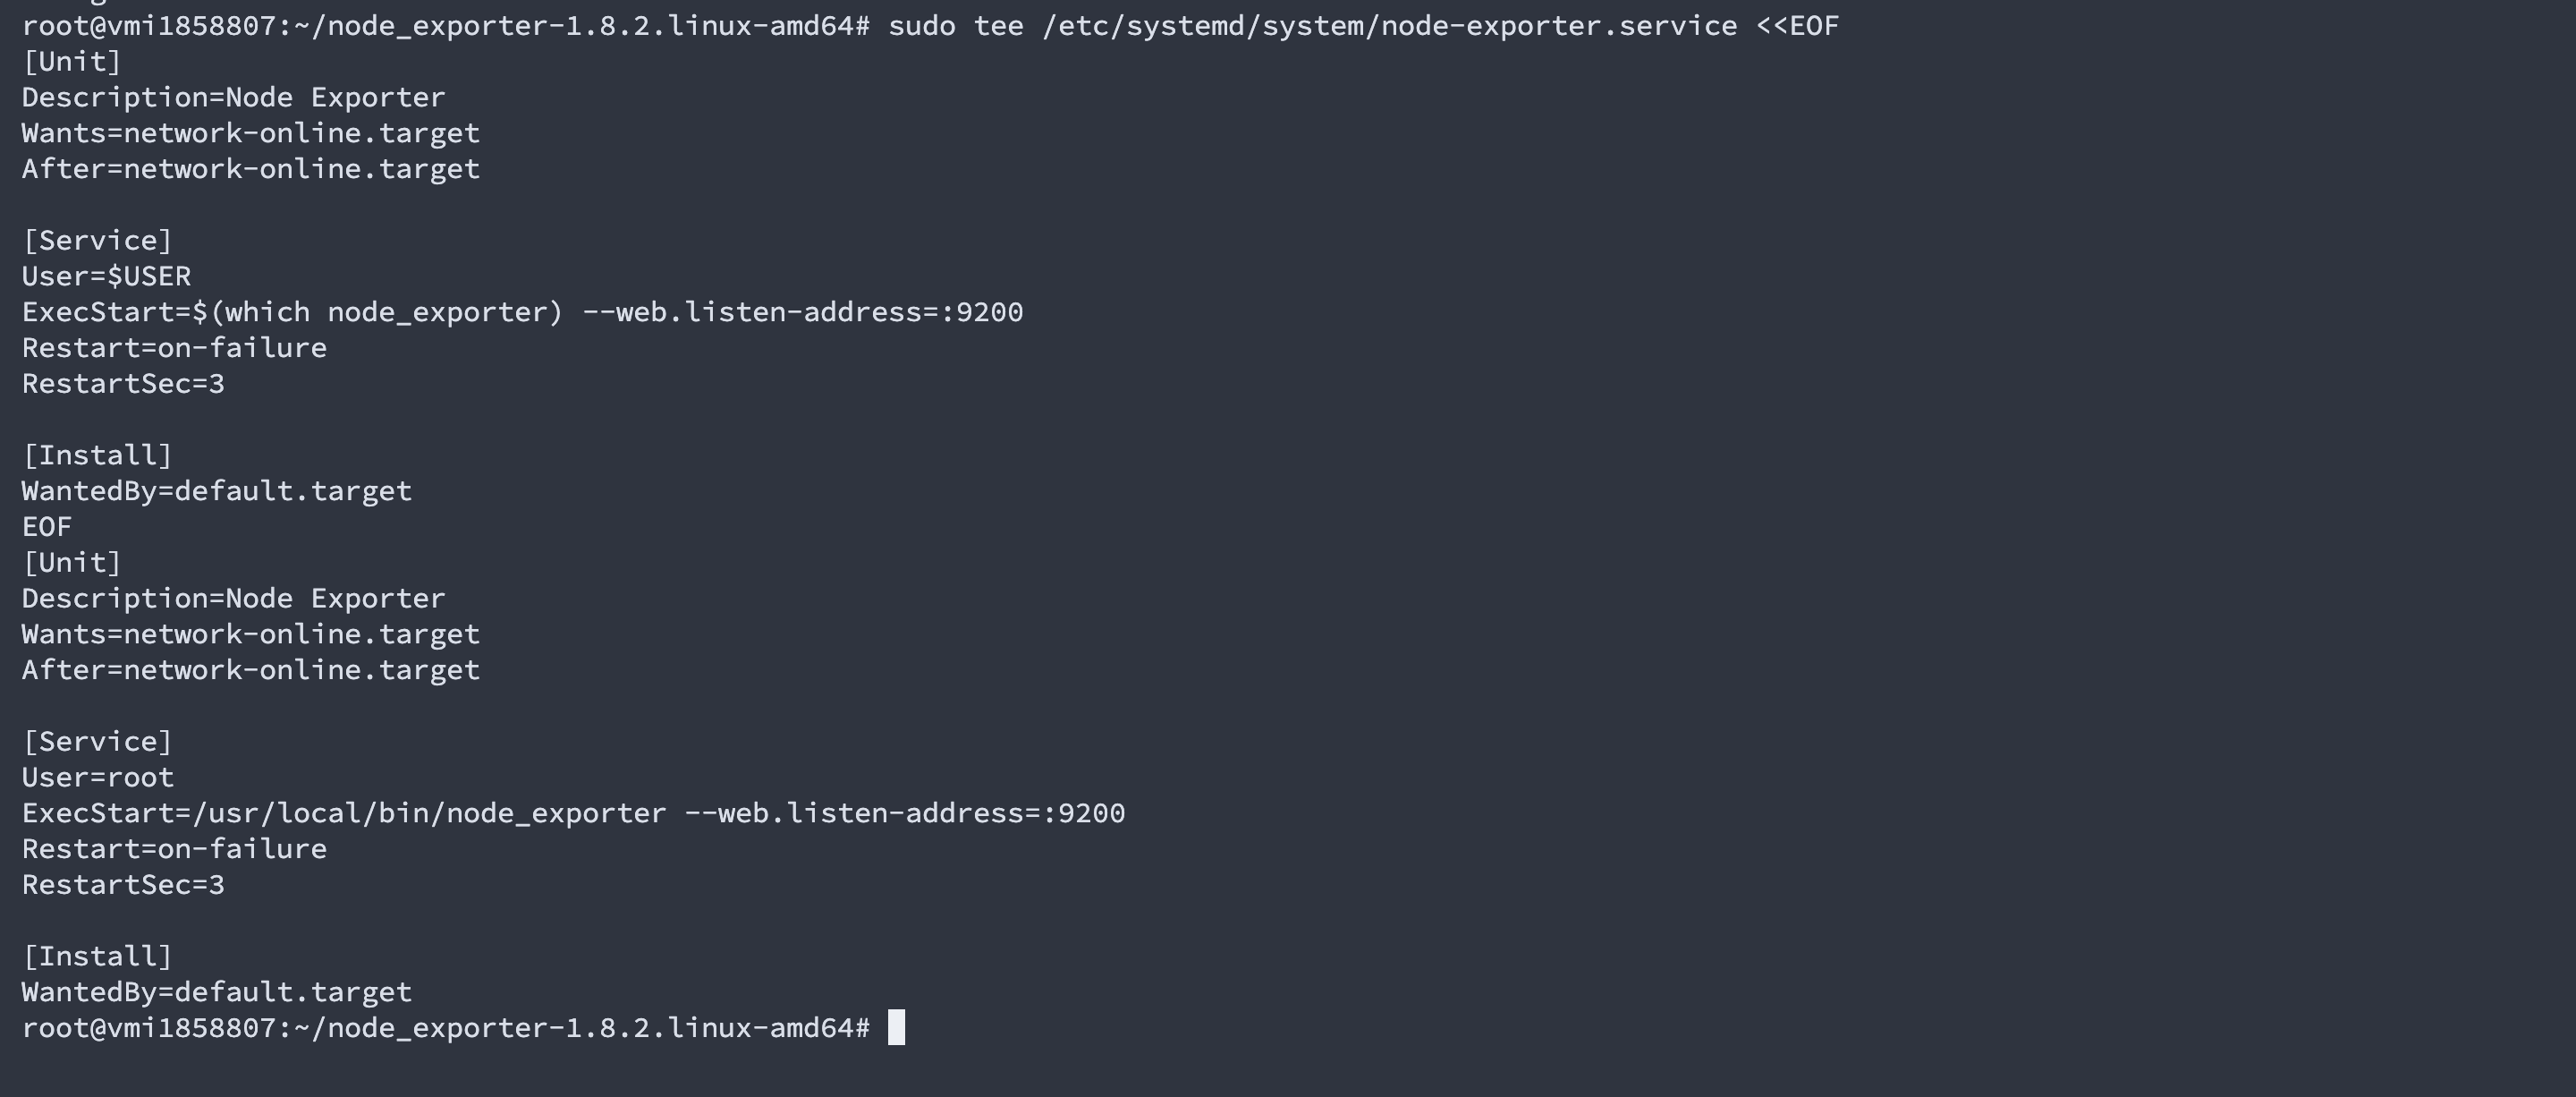 root@vmi1858807:~/node_exporter-1.8.2.linux-amd64# sudo tee /etc/systemd/system/node-exporter.service <<EOF
[Unit]
Description=Node Exporter
Wants=network-online.target
After=network-online.target

[Service]
User=$USER
ExecStart=$(which node_exporter) --web.listen-address=:9200
Restart=on-failure
RestartSec=3

[Install]
WantedBy=default.target
EOF
[Unit]
Description=Node Exporter
Wants=network-online.target
After=network-online.target

[Service]
User=root
ExecStart=/usr/local/bin/node_exporter --web.listen-address=:9200
Restart=on-failure
RestartSec=3

[Install]
WantedBy=default.target
root@vmi1858807:~/node_exporter-1.8.2.linux-amd64#